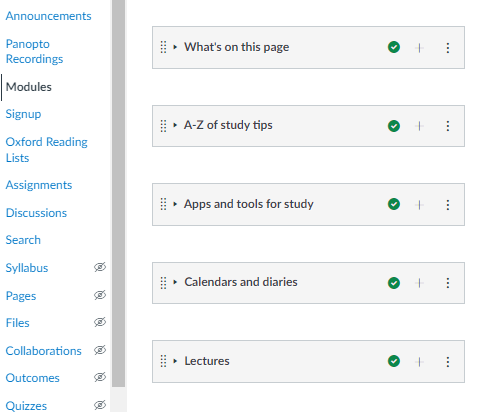 Announcements
Panopto
Recordings
Modules
Signup
Oxford Reading
Lists
Assignments
Discussions
Search
Syllabus
Pages
Files
Collaborations
Outcomes
Quizzes
What's on this page
A-Z of study tips
Apps and tools for study
Calendars and diaries
Lectures